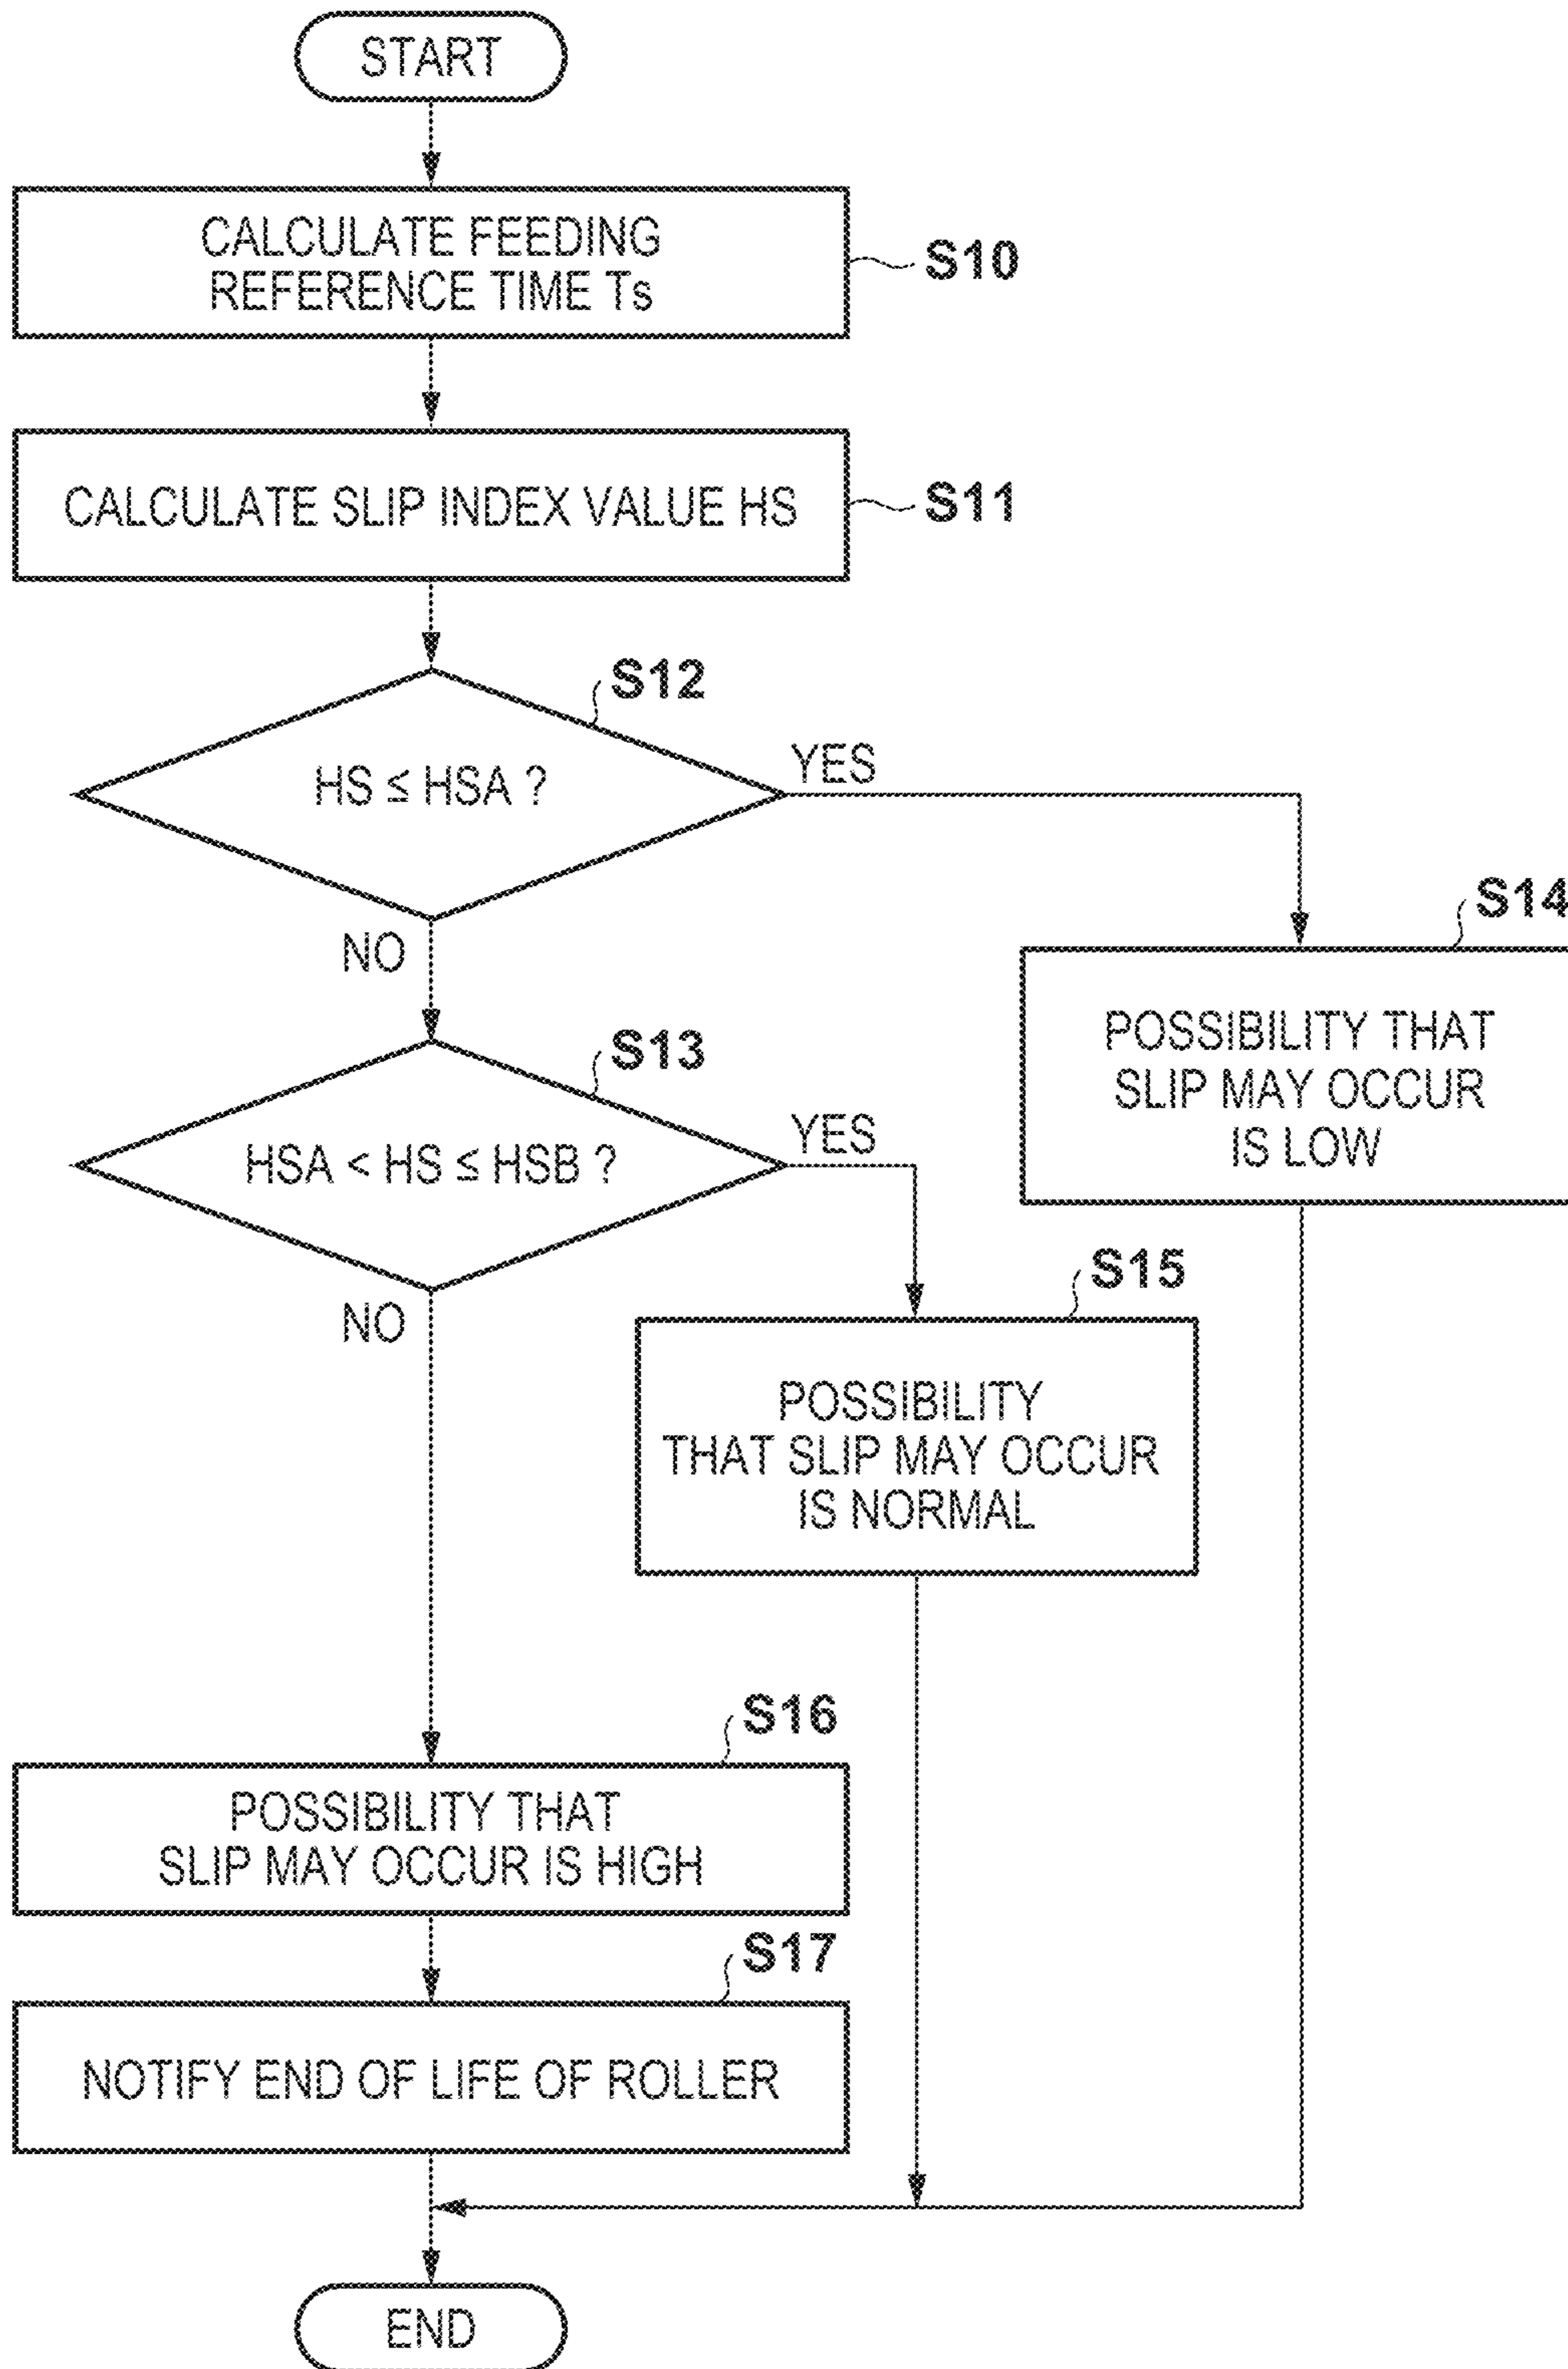 START
CALCULATE FEEDING
REFERENCE TIME Ts
S10
CALCULATE SLIP INDEX VALUE HS
S11
S12
HS ≤ HSA ?
YES
NO
S14
POSSIBILITY THAT
SLIP MAY OCCUR
IS LOW
S13
HSA < HS ≤ HSB ?
YES
NO
S15
POSSIBILITY
THAT SLIP MAY OCCUR
IS NORMAL
S16
POSSIBILITY THAT
SLIP MAY OCCUR IS HIGH
S17
NOTIFY END OF LIFE OF ROLLER
END